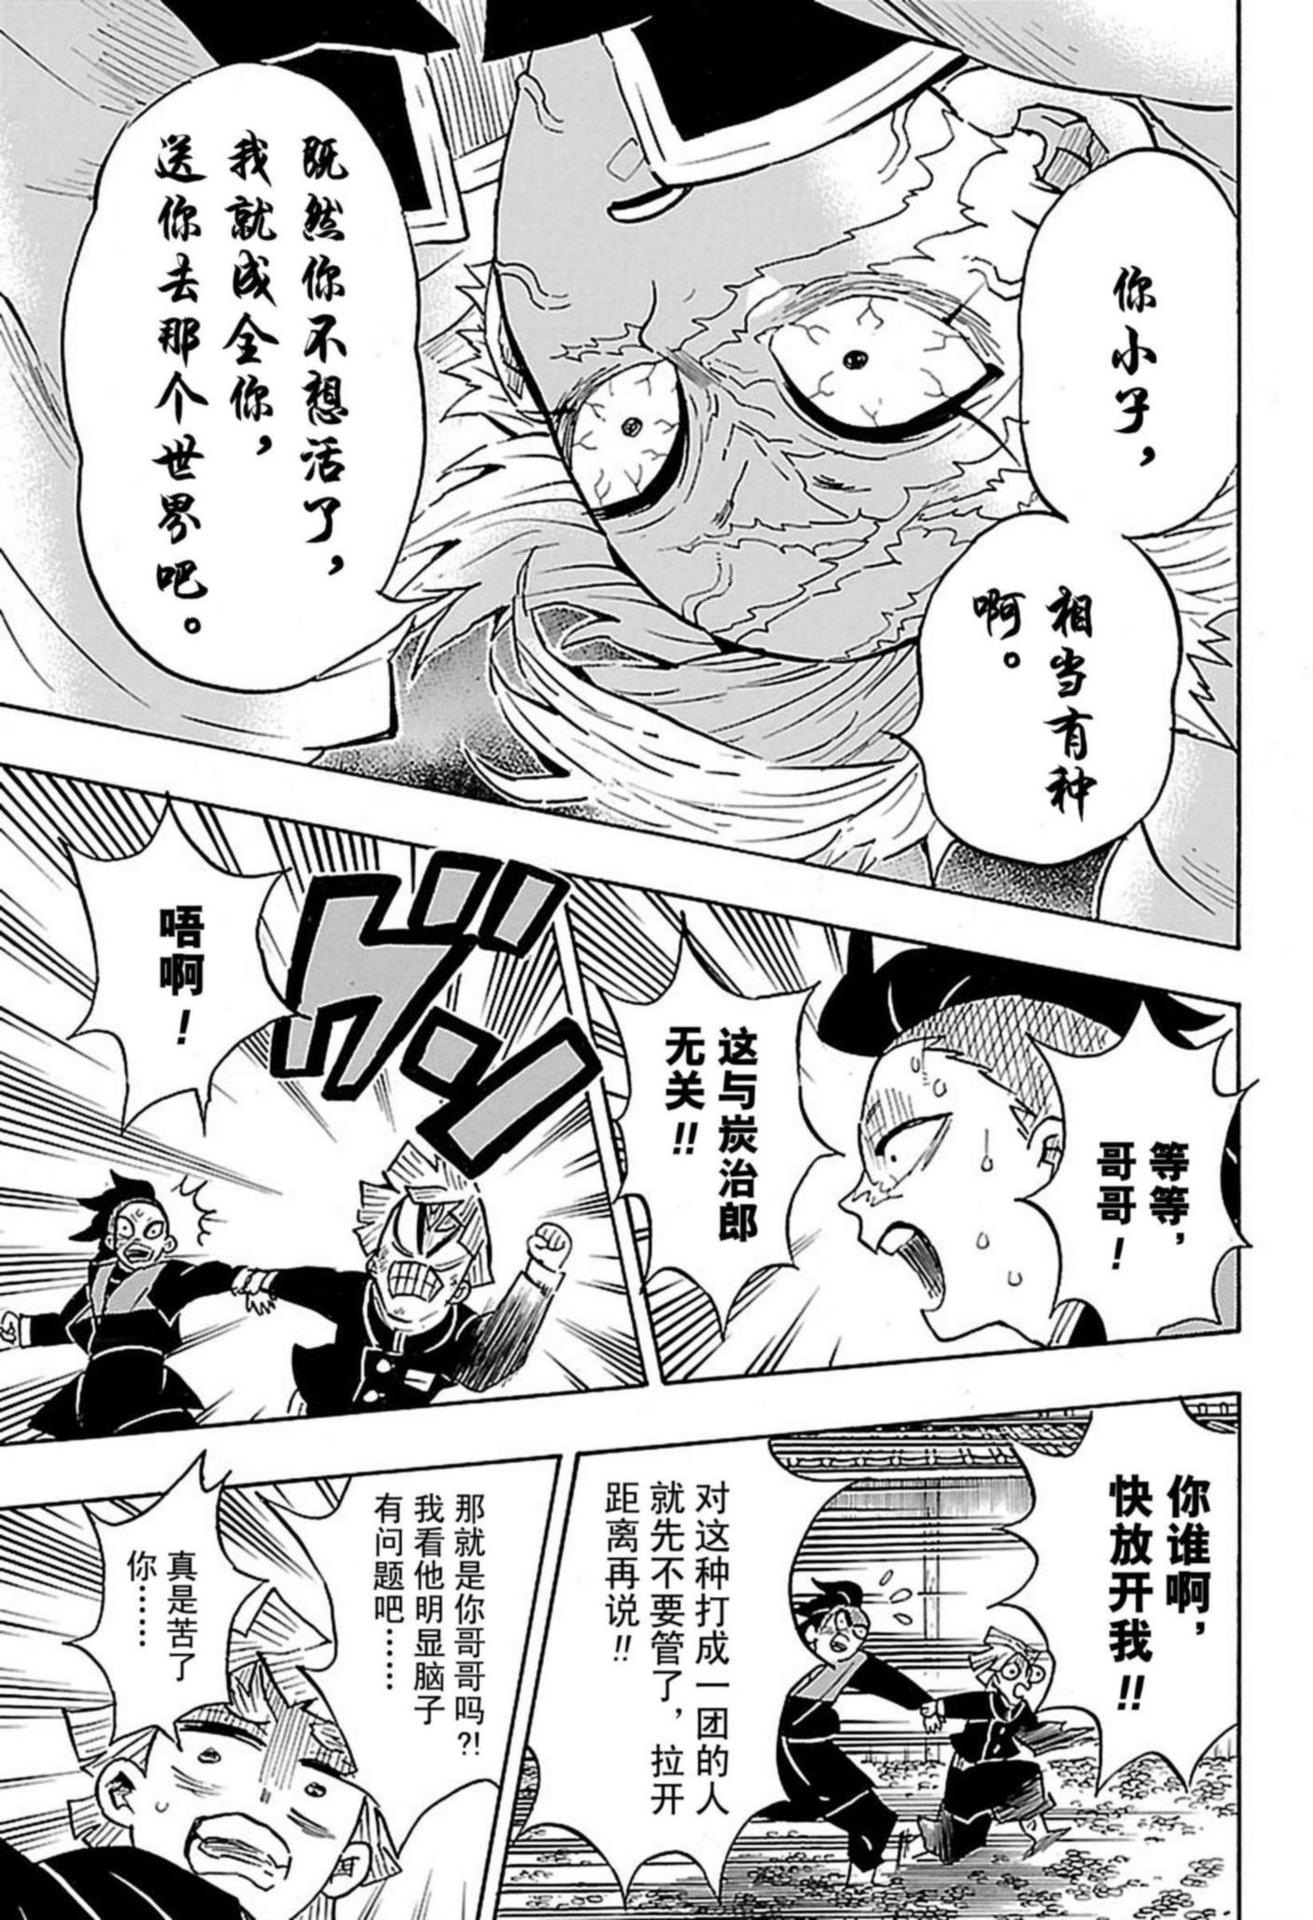 你小子，
相当有种
啊。
既然你不想活了，
我就成全你，
送你去那个世界吧。
等等，
哥哥！
这与炭治郎
无关!!
グッ
唔啊！
你谁啊，
快放开我!!
对这种打成一团的人
就先不要管了，拉开
距离再说!!
那就是你哥哥吗?!
我看他明显脑子
有问题吧……
真是苦了
你……